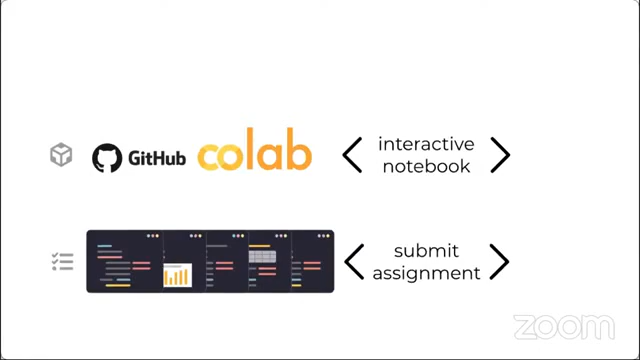 GitHub colab
interactive
notebook
submit
assignment
zoom